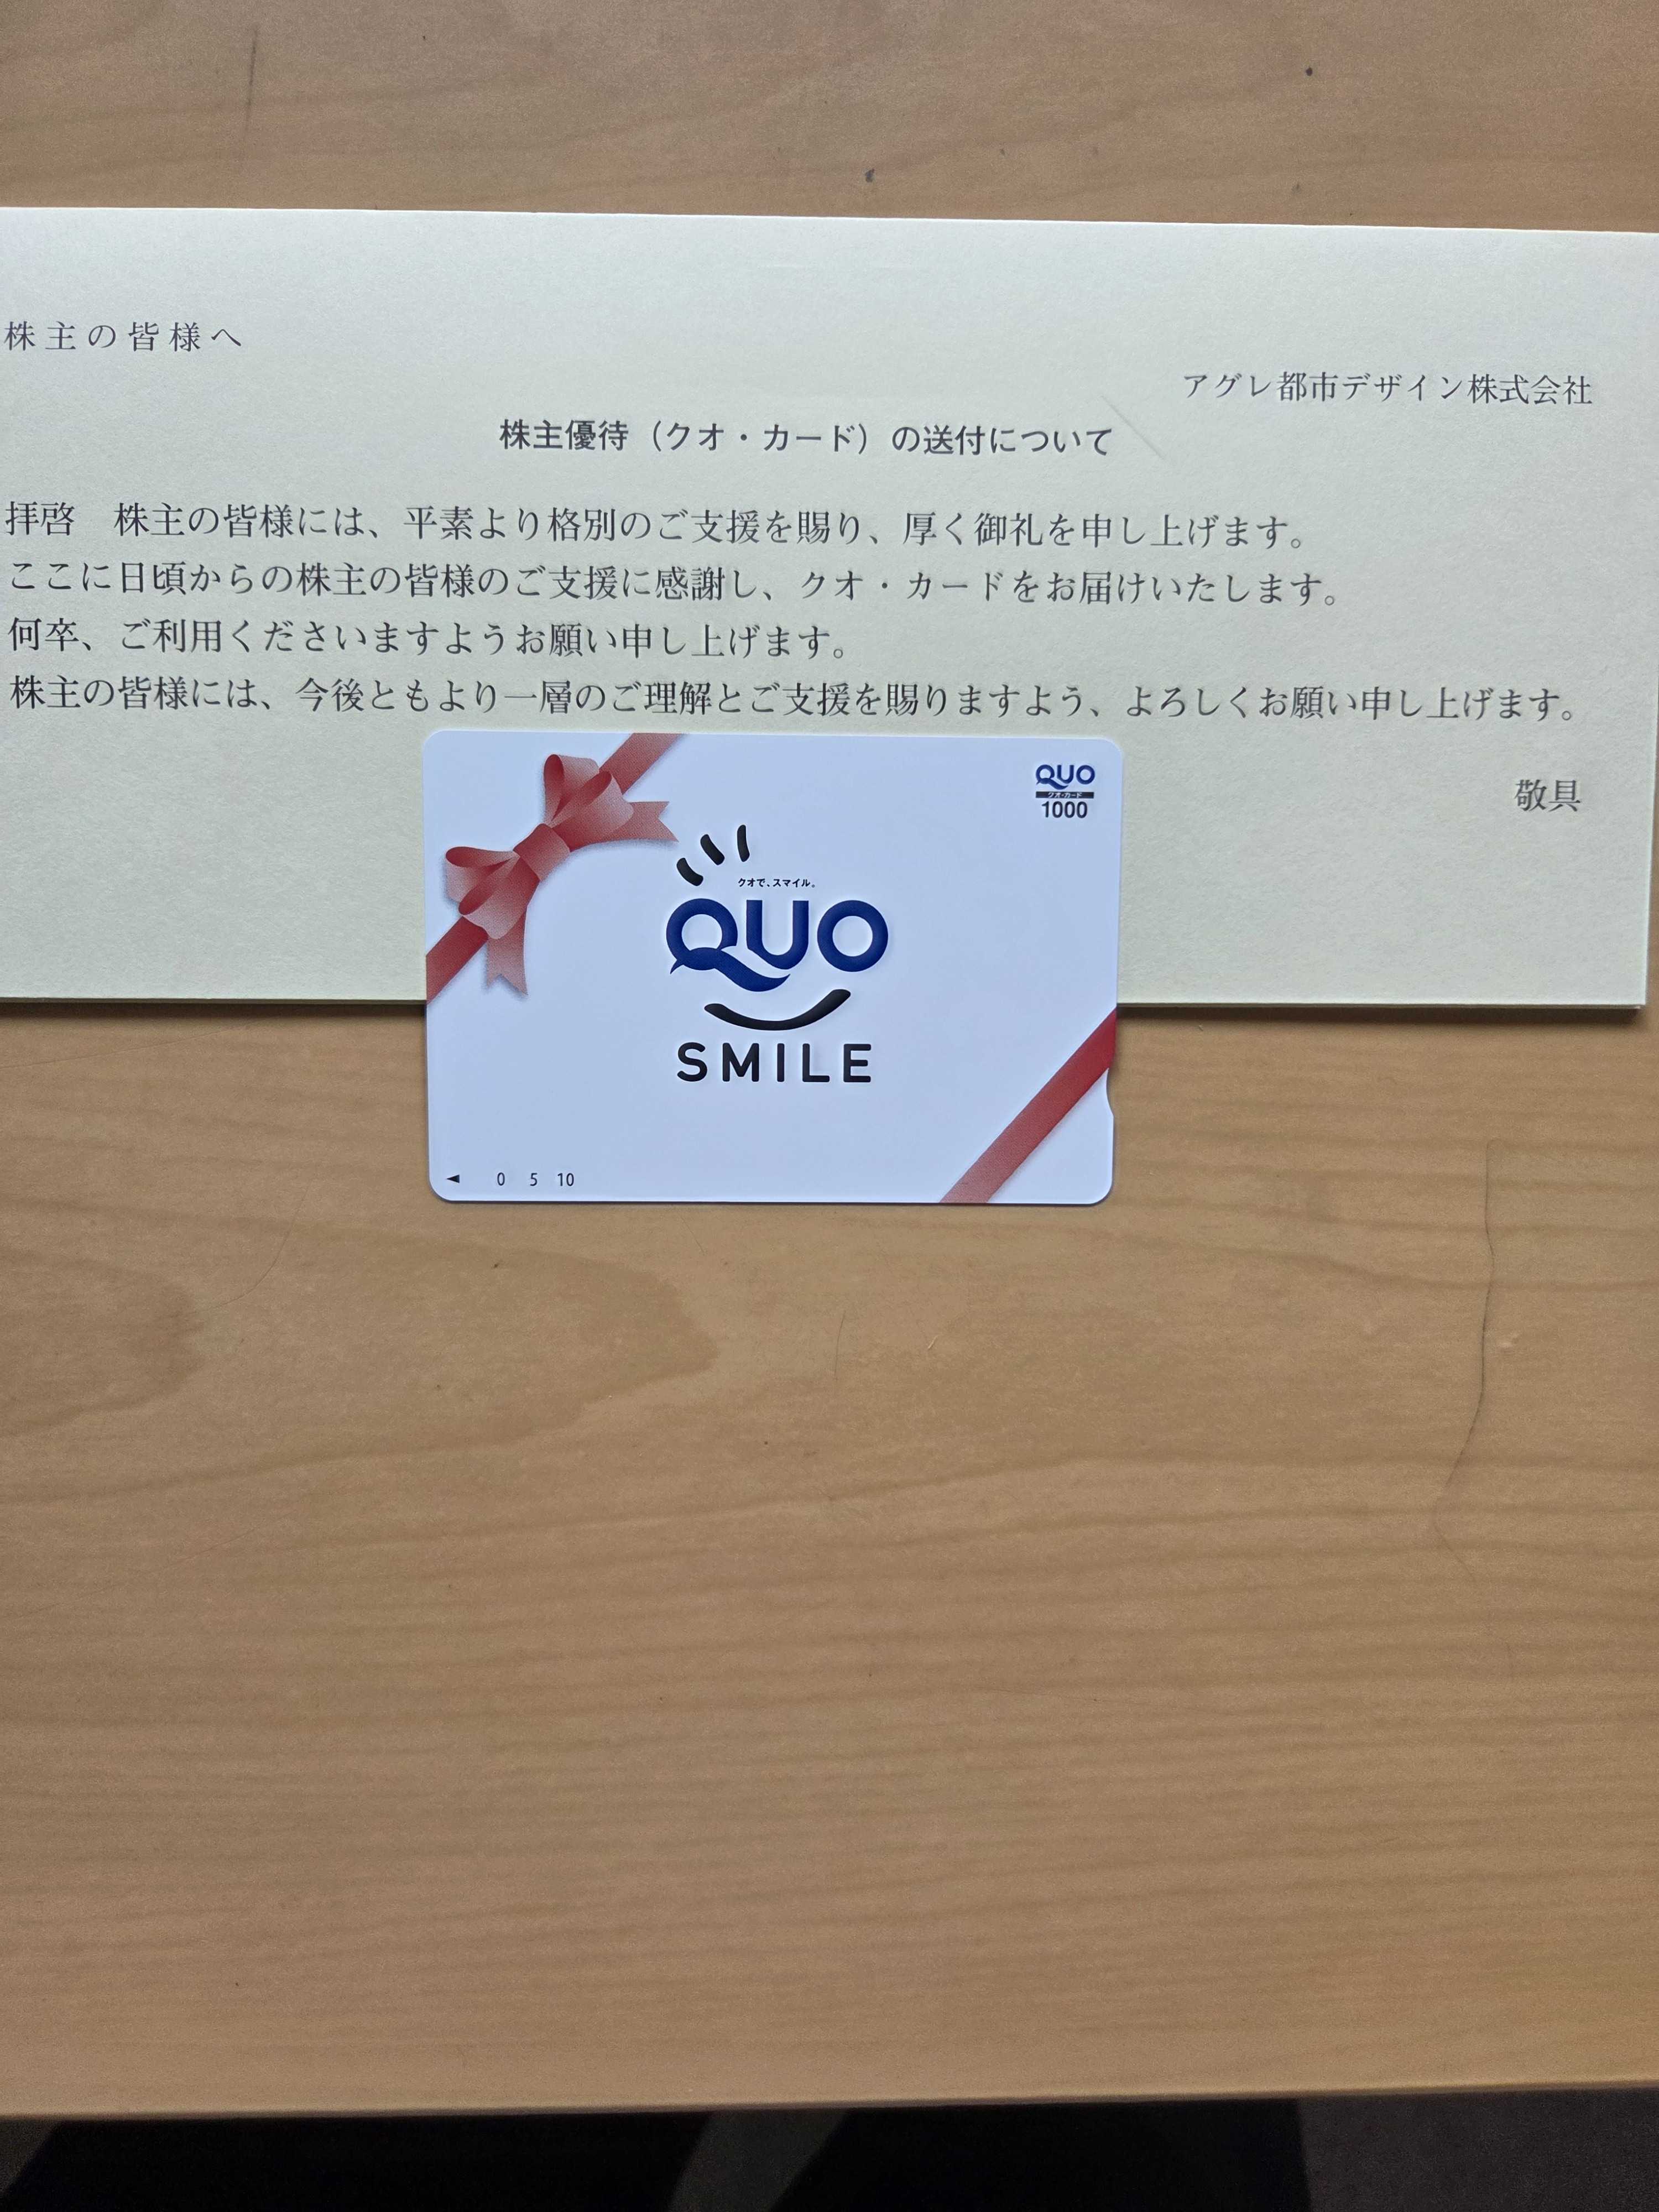 株主の皆様へ
アグレ都市デザイン株式会社
株主優待（クオ・カード）の送付について
拝啓　株主の皆様には、平素より格別のご支援を賜り、厚く御礼を申し上げます。
ここに日頃からの株主の皆様のご支援に感謝し、クオ・カードをお届けいたします。
何卒、ご利用くださいますようお願い申し上げます。
株主の皆様には、今後ともより一層のご理解とご支援を賜りますよう、よろしくお願い申し上げます。
敬具
QUO
クオ・カード
1000
クオで、スマイル。
QUO
SMILE
◀ 0 5 10